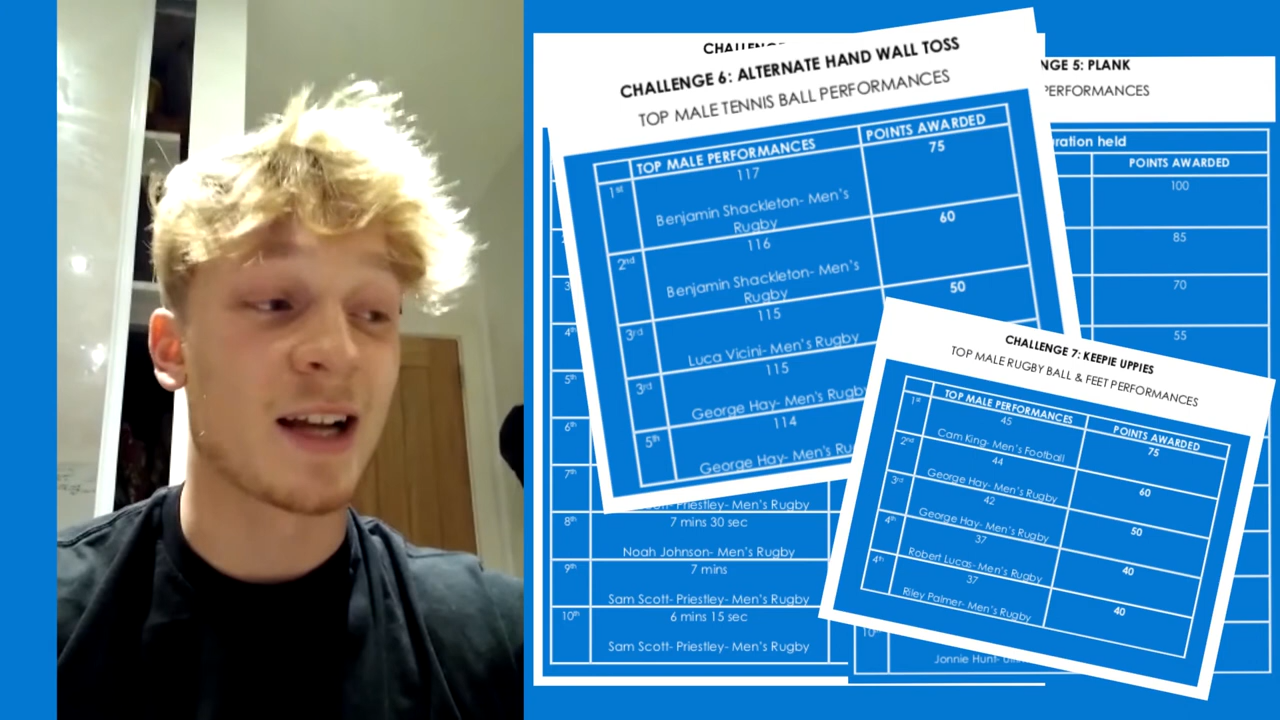 CHALLENGE 6: ALTERNATE HAND WALL TOSS
TOP MALE TENNIS BALL PERFORMANCES
TOP MALE PERFORMANCES POINTS AWARDED
1st 117 75
Benjamin Shackleton- Men's
Rugby
2nd 116 60
Benjamin Shackleton- Men's
Rugby
3rd 115 50
Luca Vicini- Men's Rugby
3rd 115
George Hay- Men's Rugby
5th 114
George Hay- Men's
PLANK
PERFORMANCES
held
POINTS AWARDED
100
85
70
55
4th
5th
6th
7th
Priestley- Men's Rugby
8th 7 mins 30 sec
Noah Johnson- Men's Rugby
9th 7 mins
Sam Scott- Priestley- Men's Rugby
10th 6 mins 15 sec
Sam Scott- Priestley- Men's Rugby
CHALLENGE 7: KEEPIE UPPIES
TOP MALE RUGBY BALL & FEET PERFORMANCES
TOP MALE PERFORMANCES POINTS AWARDED
1st 45 75
Cam King- Men's Football
2nd 44 60
George Hay- Men's Rugby
3rd 42 50
George Hay- Men's Rugby
4th 37 40
Robert Lucas- Men's Rugby
4th 37 40
Riley Palmer- Men's Rugby
10th
Jonnie Hunt-